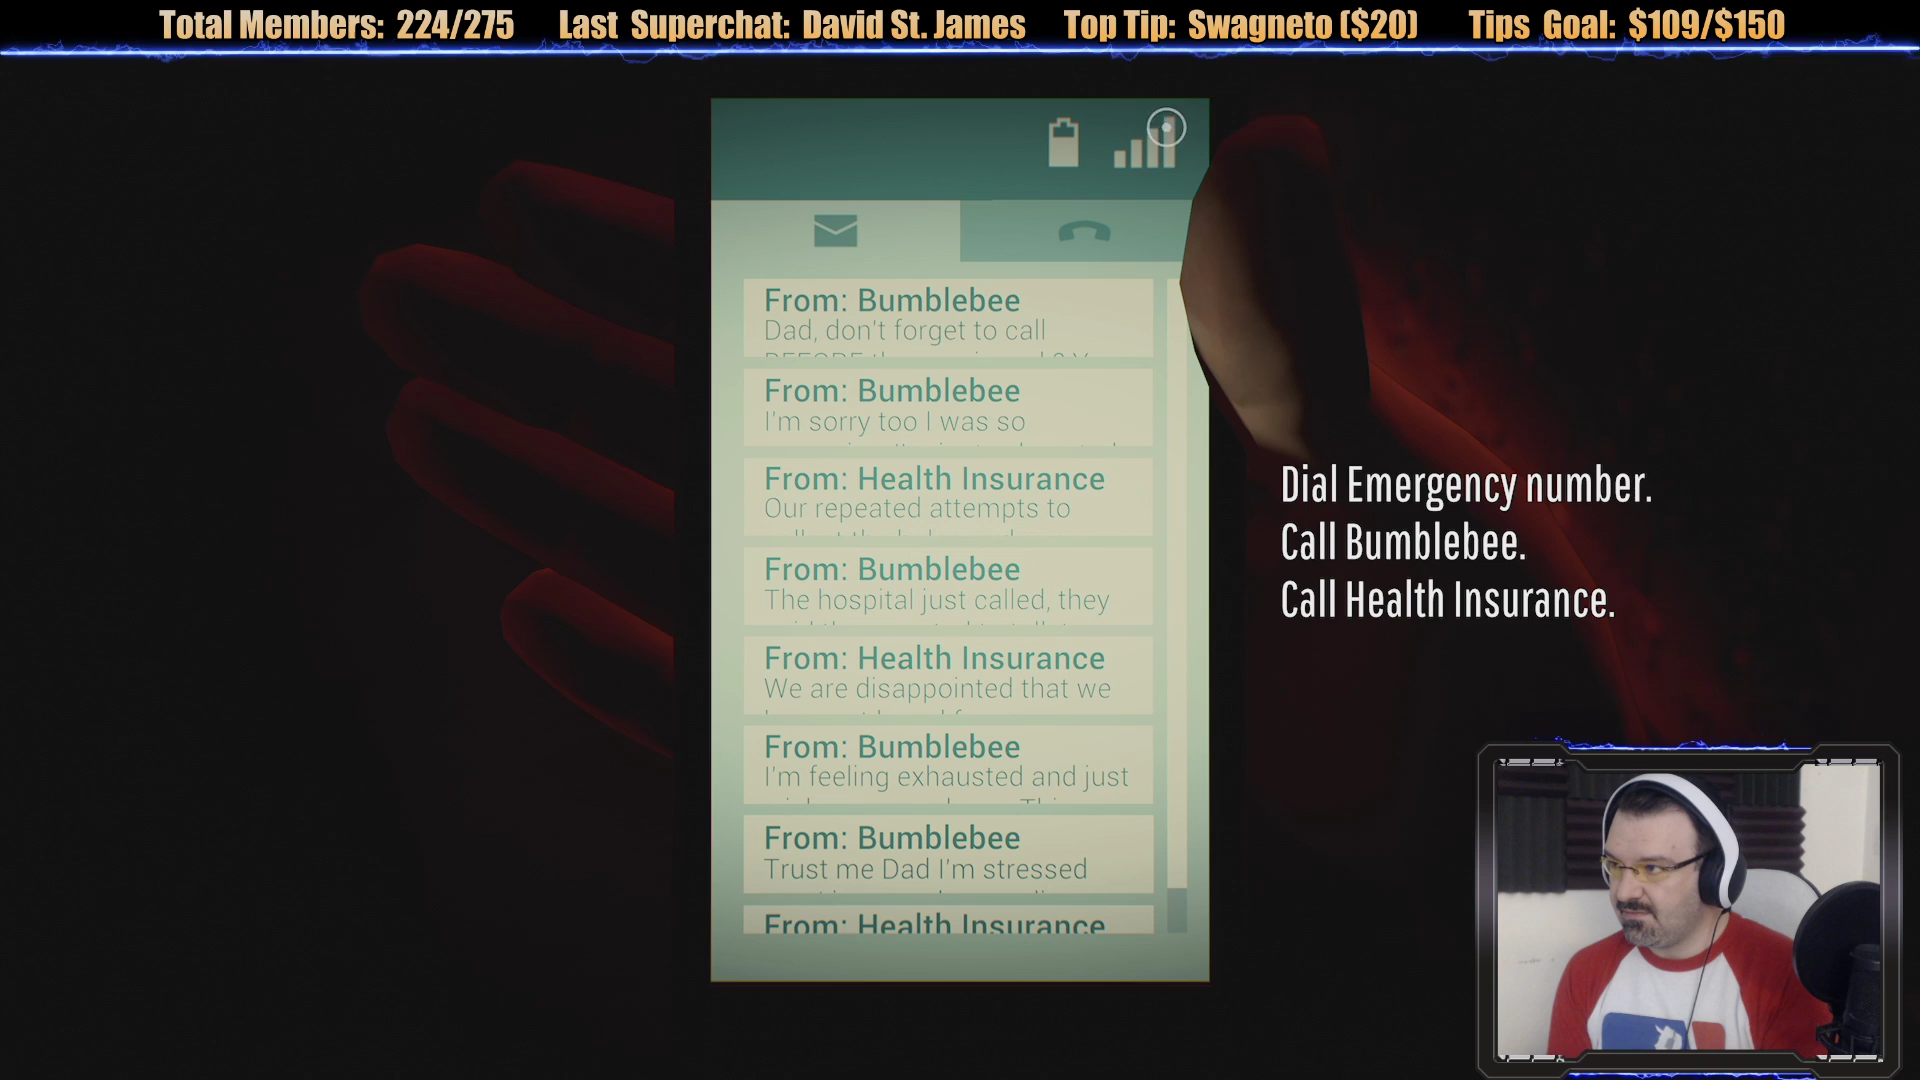 Total Members: 224/275 Last Superchat: David St. James Top Tip: Swagneto ($20) Tips Goal: $109/$150
From: Bumblebee
Dad, don't forget to call
From: Bumblebee
I'm sorry too I was so
From: Health Insurance
Our repeated attempts to
From: Bumblebee
The hospital just called, they
From: Health Insurance
We are disappointed that we
From: Bumblebee
I'm feeling exhausted and just
From: Bumblebee
Trust me Dad I'm stressed
From: Health Insurance
Dial Emergency number.
Call Bumblebee.
Call Health Insurance.